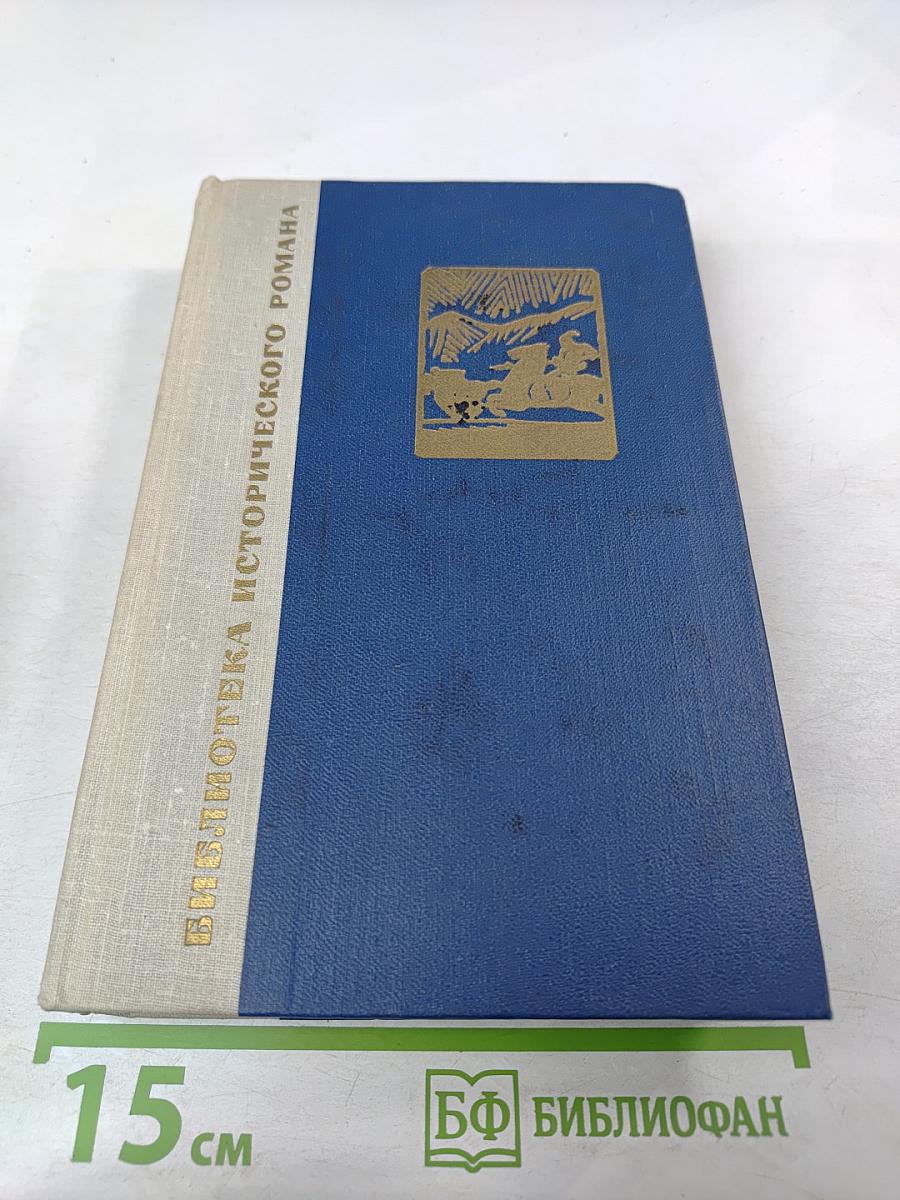 БИБЛИОТЕКА ИСТОРИЧЕСКОГО РОМАНА
15 см
БФ БИБЛИОФАН